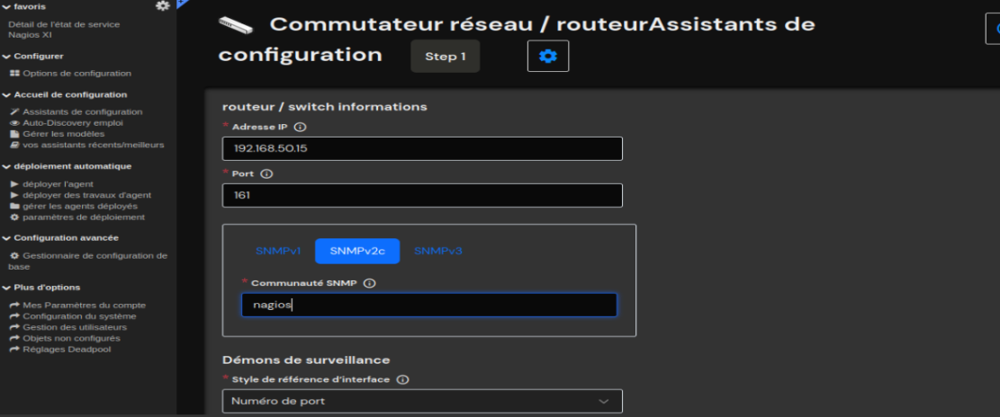 favoris
Détail de l'état de service
Nagios XI
Configurer
Options de configuration
Accueil de configuration
Assistants de configuration
Auto-Discovery emploi
Gérer les modèles
vos assistants récents/meilleurs
déploiement automatique
déployer l'agent
déployer des travaux d'agent
gérer les agents déployés
paramètres de déploiement
Configuration avancée
Gestionnaire de configuration de
base
Plus d'options
Mes Paramètres du compte
Configuration du système
Gestion des utilisateurs
Objets non configurés
Réglages Deadpool
Commutateur réseau / routeurAssistants de
configuration Step 1
routeur / switch informations
* Adresse IP
192.168.50.15
* Port
161
SNMPv1 SNMPv2c SNMPv3
* Communauté SNMP
nagios
Démons de surveillance
* Style de référence d'interface
Numéro de port